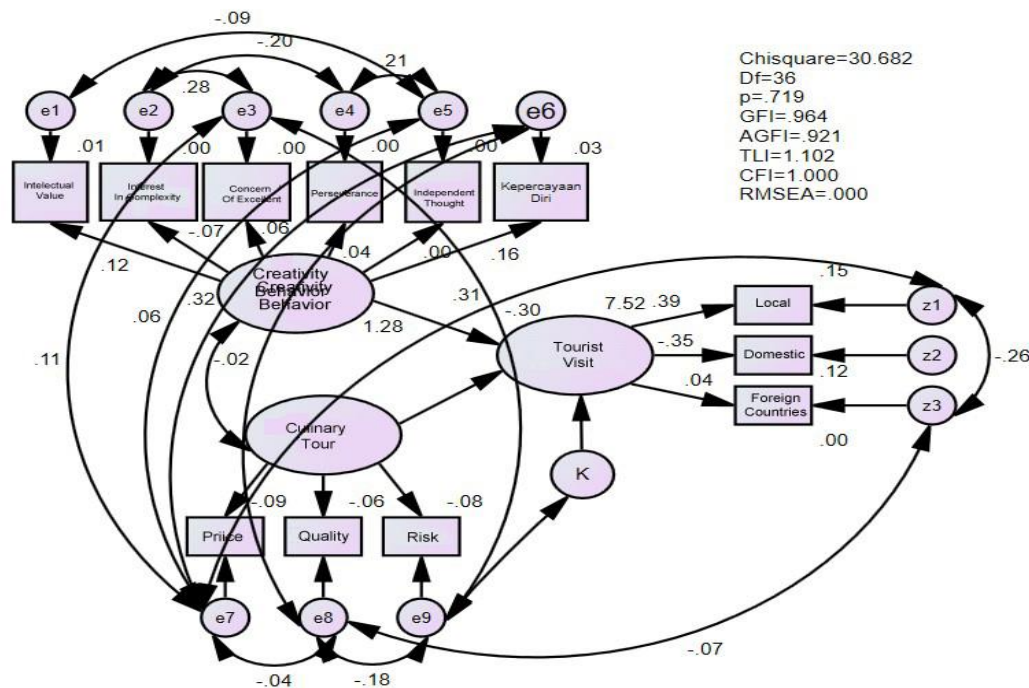 -.09
-.20
.21
.28
Chisquare=30.682
Df=36
p=.719
GFI=.964
AGFI=.921
TLI=1.102
CFI=1.000
RMSEA=.000
e1
e2
e3
e4
e5
e6
.01
.00
.00
.00
.00
.03
Intelectual
Value
Interest
In Complexity
Concern
Of Excellent
Perseverance
Independent
Thought
Kepercayaan
Diri
.12
-.07
.06
.04
.00
.16
Creativity
Behavior
Creativity
Behavior
.32
.06
1.28
.31
-.30
7.52
.39
.15
Local
z1
-.02
.11
Tourist
Visit
-.35
Domestic
z2
-.26
.12
.04
Foreign
Countries
z3
.00
Culinary
Tour
K
-.09
-.06
-.08
Priice
Quality
Risk
e7
e8
e9
-.04
-.18
-.07